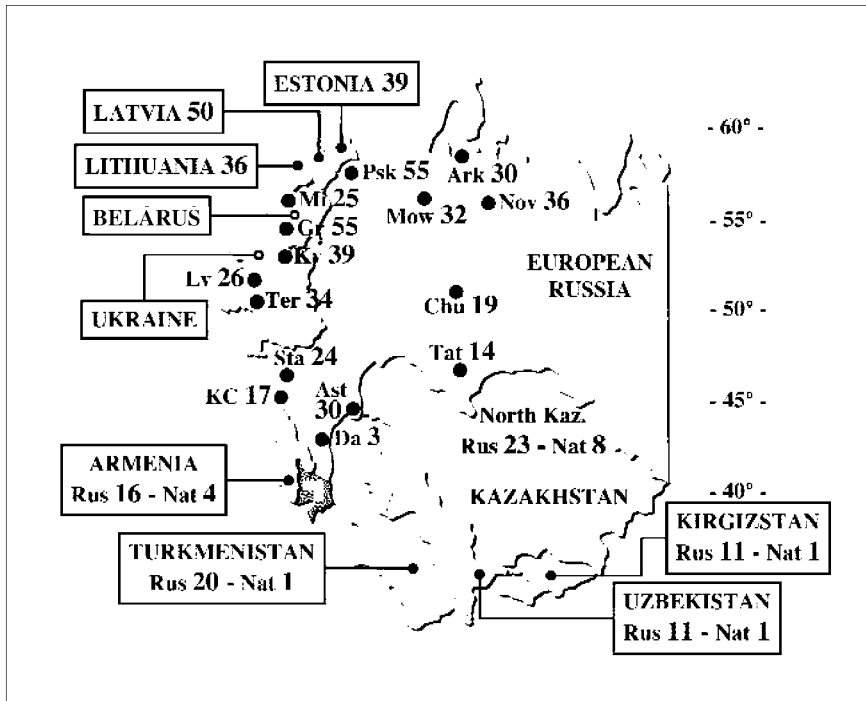 ESTONIA 39
LATVIA 50
- 60° -
LITHUANIA 36
Psk 55
Ark 30
Mi 25
Nov 36
Mow 32
BELARUS
- 55° -
Gr 55
Ky 39
EUROPEAN
RUSSIA
Lv 26
Ter 34
Chu 19
- 50° -
UKRAINE
Sta 24
Tat 14
KC 17
Ast
30
- 45° -
North Kaz.
Rus 23 - Nat 8
Da 3
ARMENIA
Rus 16 - Nat 4
KAZAKHSTAN
- 40° -
KIRGIZSTAN
Rus 11 - Nat 1
TURKMENISTAN
Rus 20 - Nat 1
UZBEKISTAN
Rus 11 - Nat 1